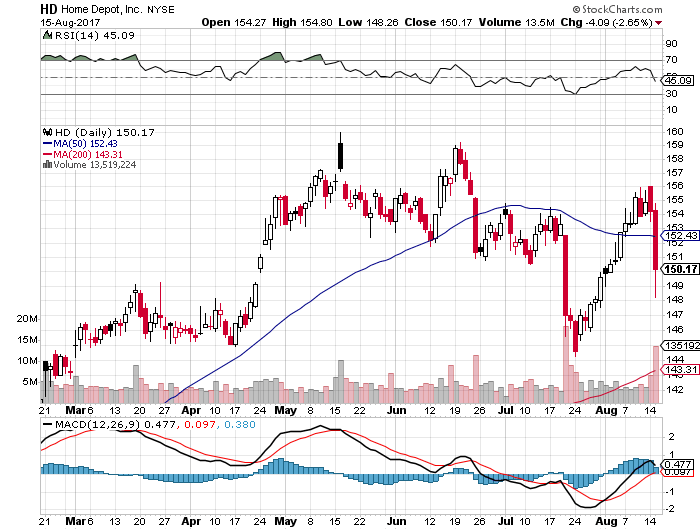 HD Home Depot, Inc. NYSE © StockCharts.com
15-Aug-2017 Open 154.27 High 154.80 Low 148.26 Close 150.17 Volume 13.5M Chg -4.09 (-2.65%)
RSI(14) 45.09
90
70
50
45.09
30
10
HD (Daily) 150.17
MA(50) 152.43
MA(200) 143.31
Volume 13,519,224
160
159
158
157
156
155
154
153
152.43
151
150.17
149
148
147
146
145
13519224
144
143.31
142
20M
15M
10M
5M
21 Mar 6 13 20 27 Apr 10 17 24 May 8 15 22 Jun 12 19 26 Jul 10 17 24 Aug 7 14
MACD(12,26,9) 0.477, 0.097, 0.380
2
1
0.477
0.097
-1
-2
21 Mar 6 13 20 27 Apr 10 17 24 May 8 15 22 Jun 12 19 26 Jul 10 17 24 Aug 7 14